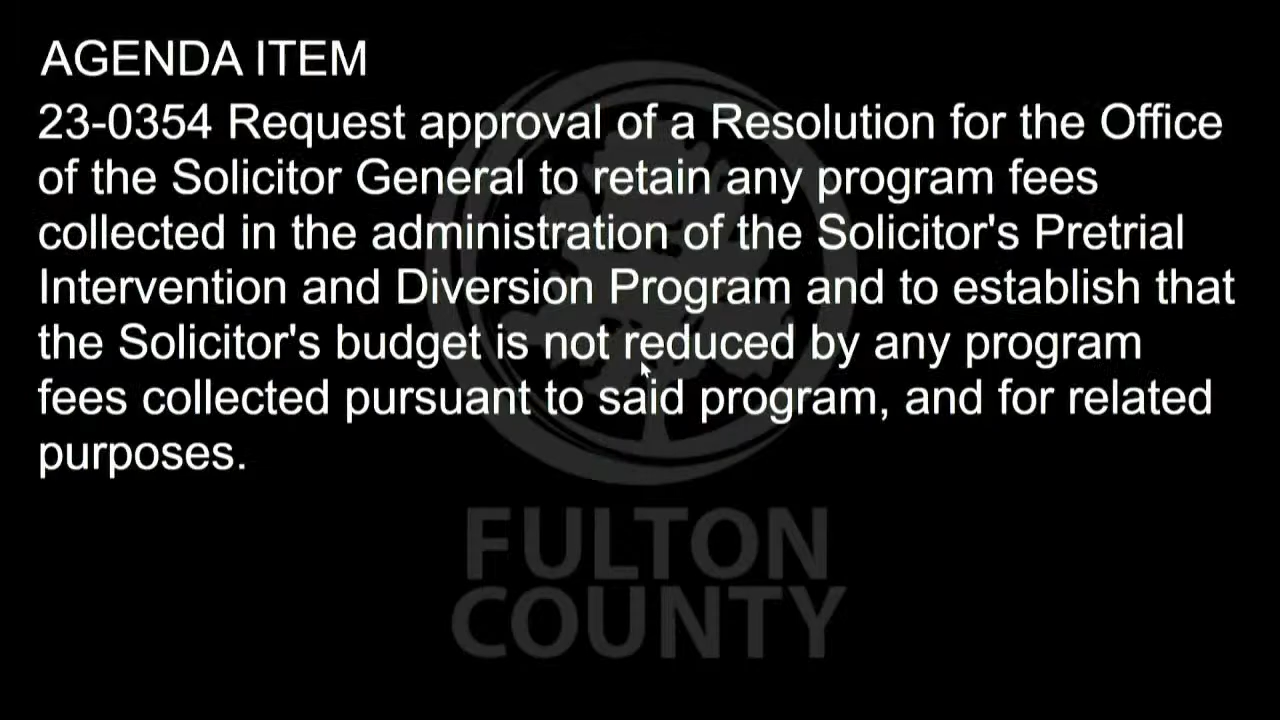 AGENDA ITEM
23-0354 Request approval of a Resolution for the Office
of the Solicitor General to retain any program fees
collected in the administration of the Solicitor's Pretrial
Intervention and Diversion Program and to establish that
the Solicitor's budget is not reduced by any program
fees collected pursuant to said program, and for related
purposes.
FULTON
COUNTY